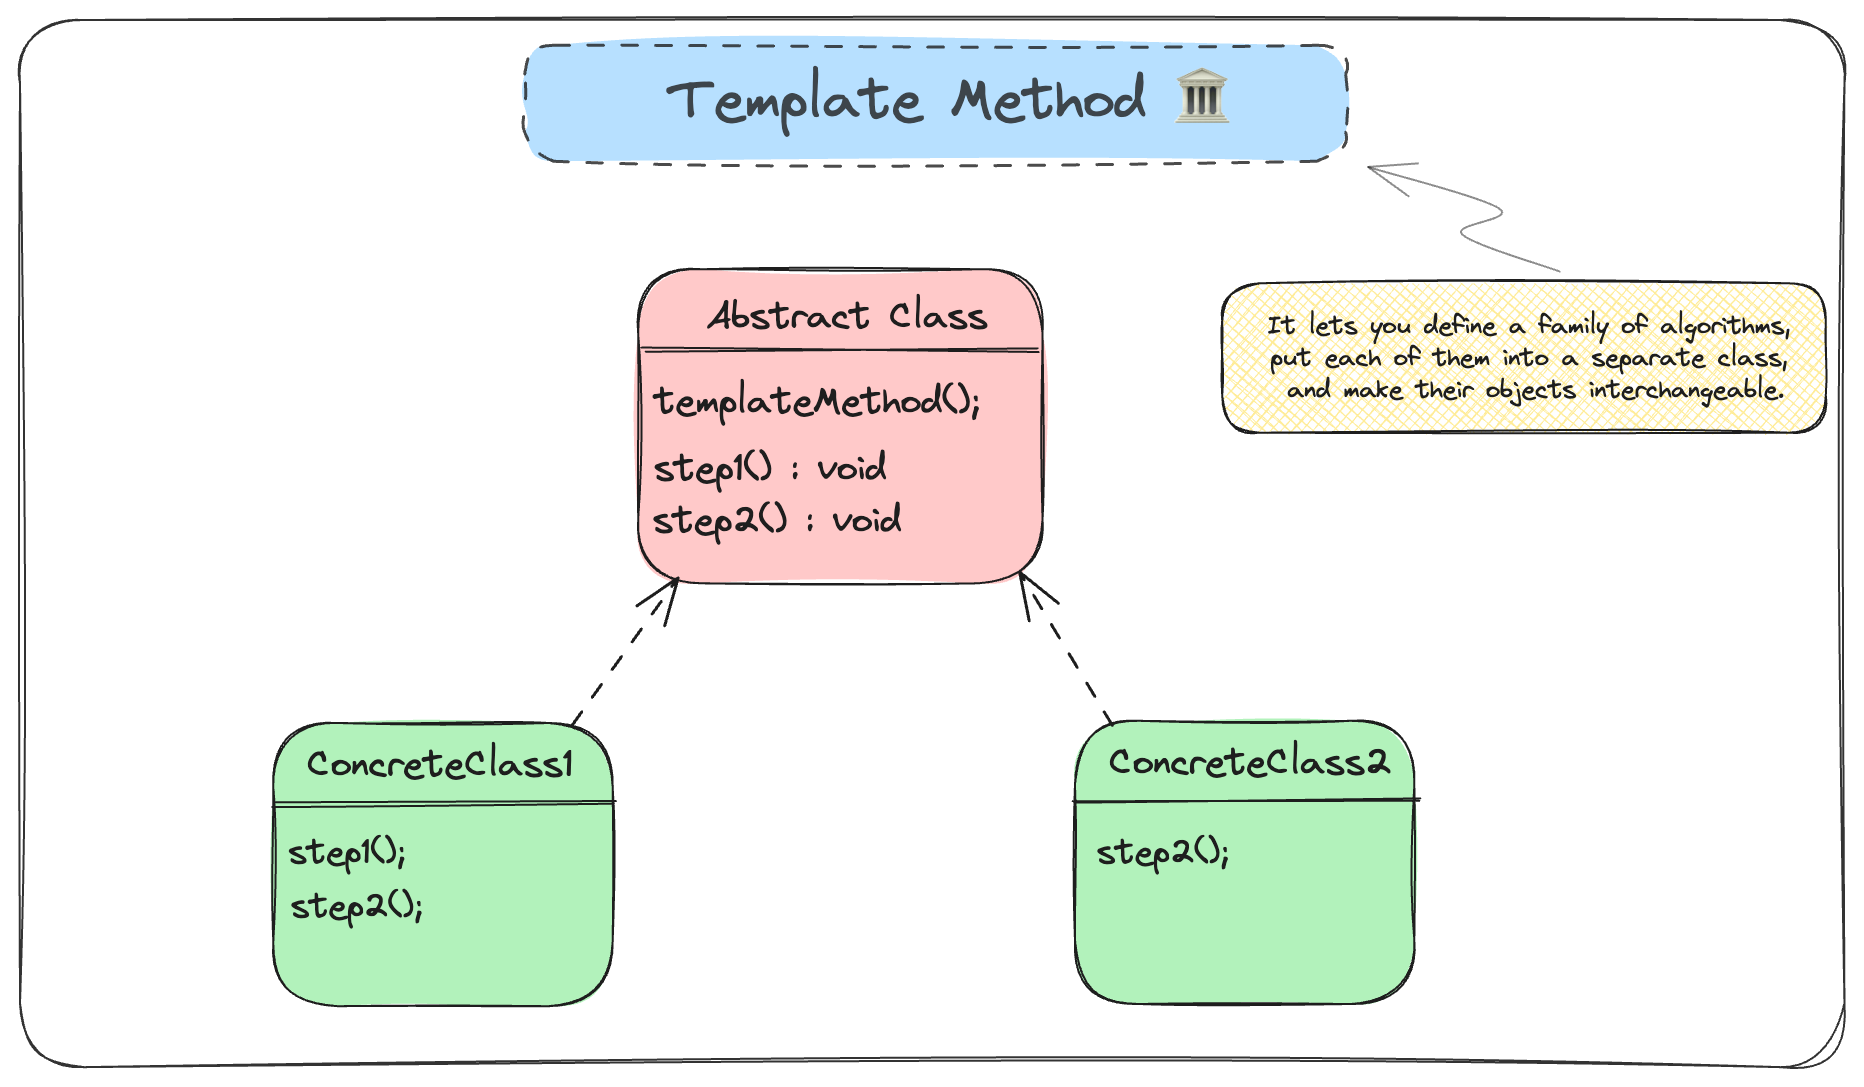 Template Method 🏛️
Abstract Class
templateMethod();
step1() : void
step2() : void
It lets you define a family of algorithms,
put each of them into a separate class,
and make their objects interchangeable.
ConcreteClass1
step1();
step2();
ConcreteClass2
step2();